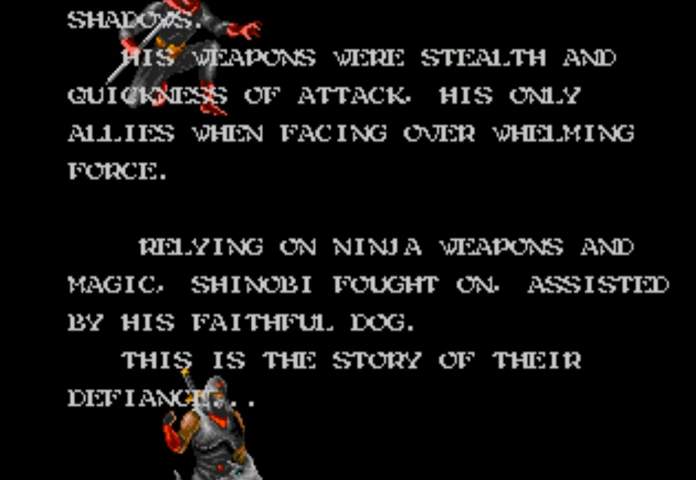 SHADOWS.
HIS WEAPONS WERE STEALTH AND
QUICKNESS OF ATTACK. HIS ONLY
ALLIES WHEN FACING OVER WHELMING
FORCE.
RELYING ON NINJA WEAPONS AND
MAGIC, SHINOBI FOUGHT ON, ASSISTED
BY HIS FAITHFUL DOG.
THIS IS THE STORY OF THEIR
DEFIANCE...